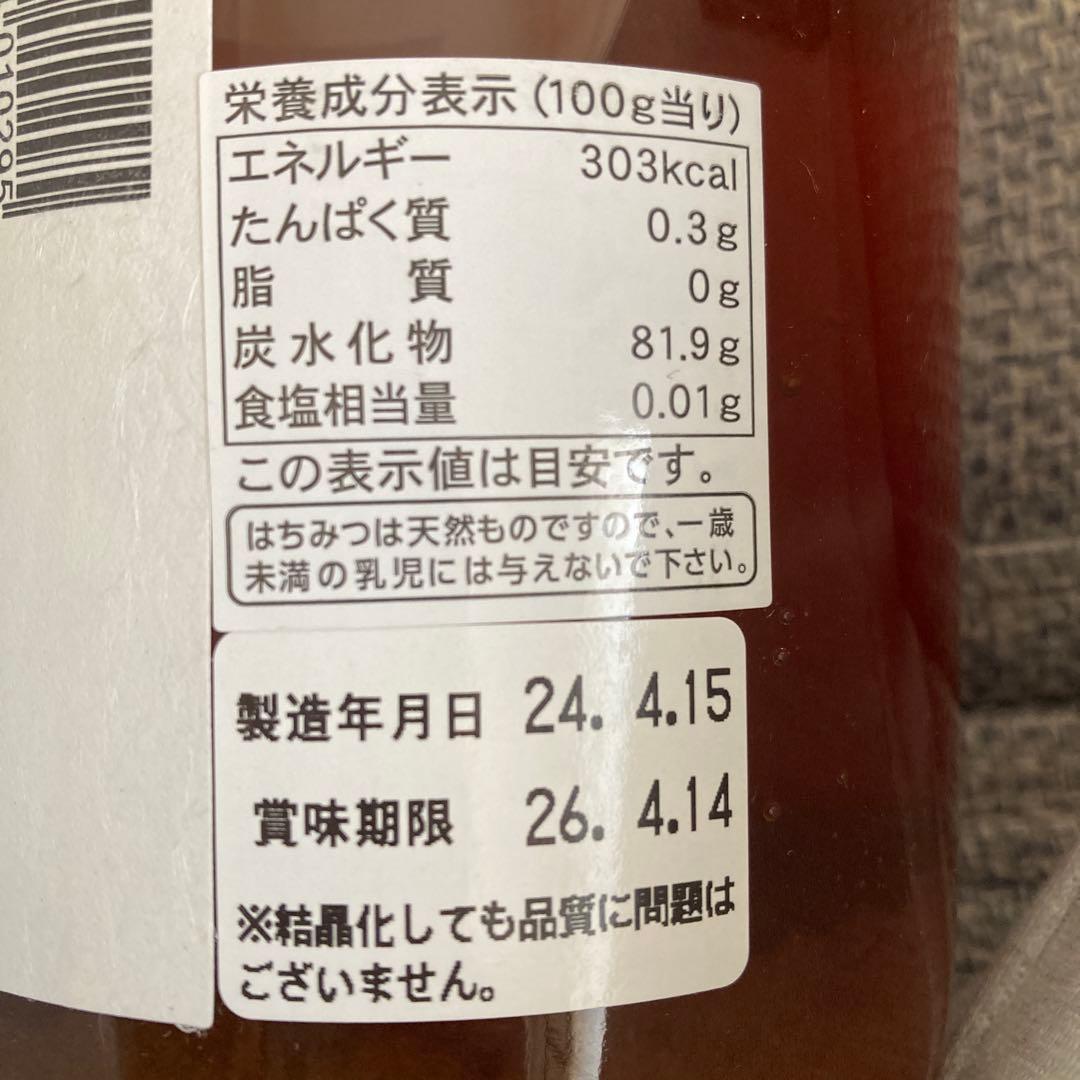 栄養成分表示(100g当り)
エネルギー 303kcal
たんぱく質 0.3g
脂質 0g
炭水化物 81.9g
食塩相当量 0.01g
この表示値は目安です。
はちみつは天然ものですので、一歳
未満の乳児には与えないで下さい。
製造年月日 24. 4.15
賞味期限 26. 4.14
※結晶化しても品質に問題は
ございません。